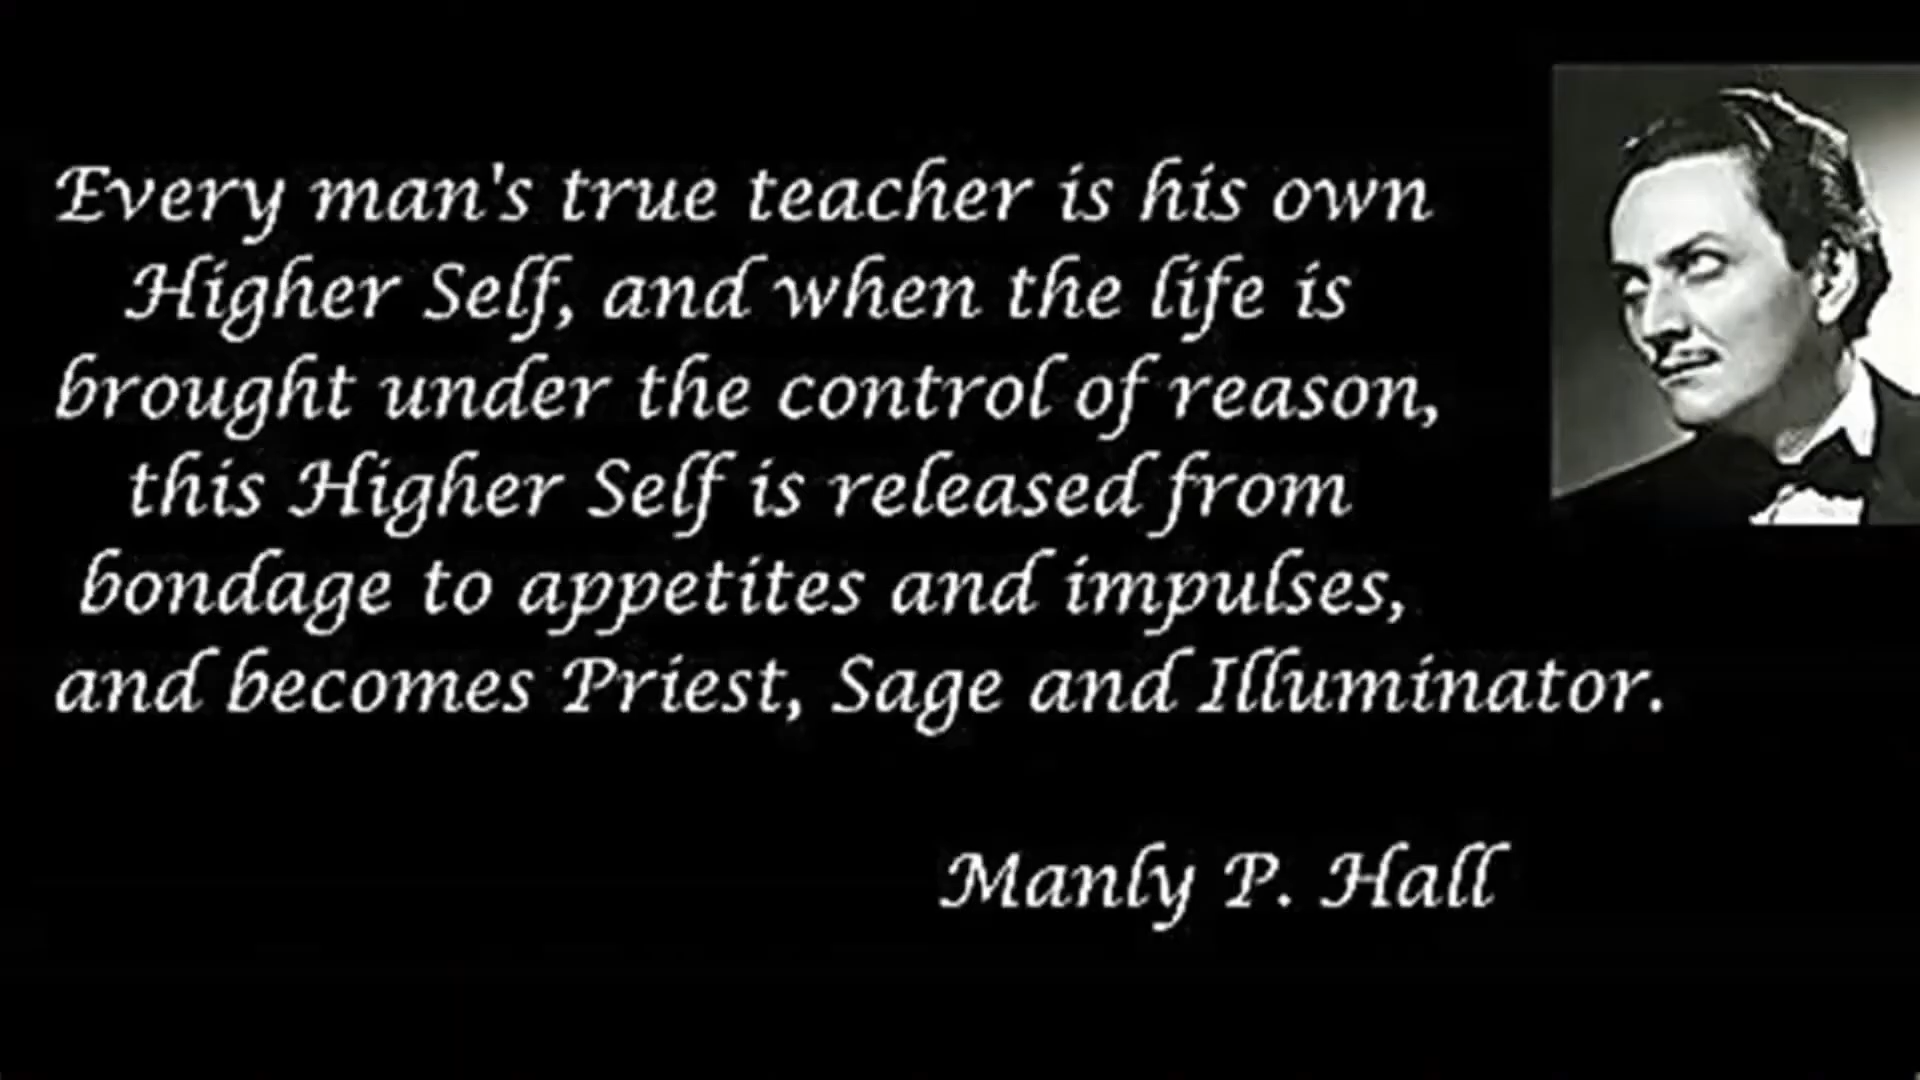 Every man's true teacher is his own
Higher Self, and when the life is
brought under the control of reason,
this Higher Self is released from
bondage to appetites and impulses,
and becomes Priest, Sage and Illuminator.
Manly P. Hall